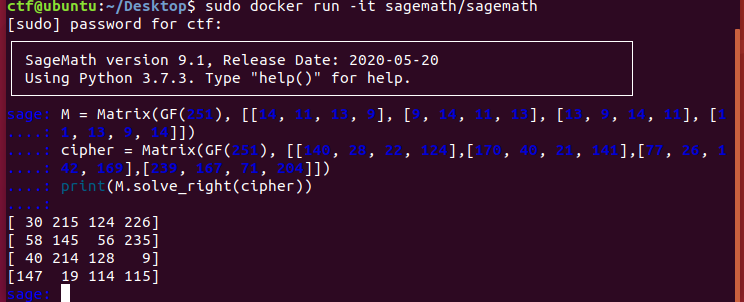 ctf@ubuntu:~/Desktop$ sudo docker run -it sagemath/sagemath
[sudo] password for ctf:
SageMath version 9.1, Release Date: 2020-05-20
Using Python 3.7.3. Type "help()" for help.
sage: M = Matrix(GF(251), [[14, 11, 13, 9], [9, 14, 11, 13], [13, 9, 14, 11], [1
....: 1, 13, 9, 14]])
....: cipher = Matrix(GF(251), [[140, 28, 22, 124],[176, 40, 21, 141],[77, 26, 1
....: 42, 169],[239, 167, 71, 204]])
....: print(M.solve_right(cipher))
....:
[ 30 215 124 226]
[ 58 145  56 235]
[ 40 214 128   9]
[147  19 114 115]
sage: